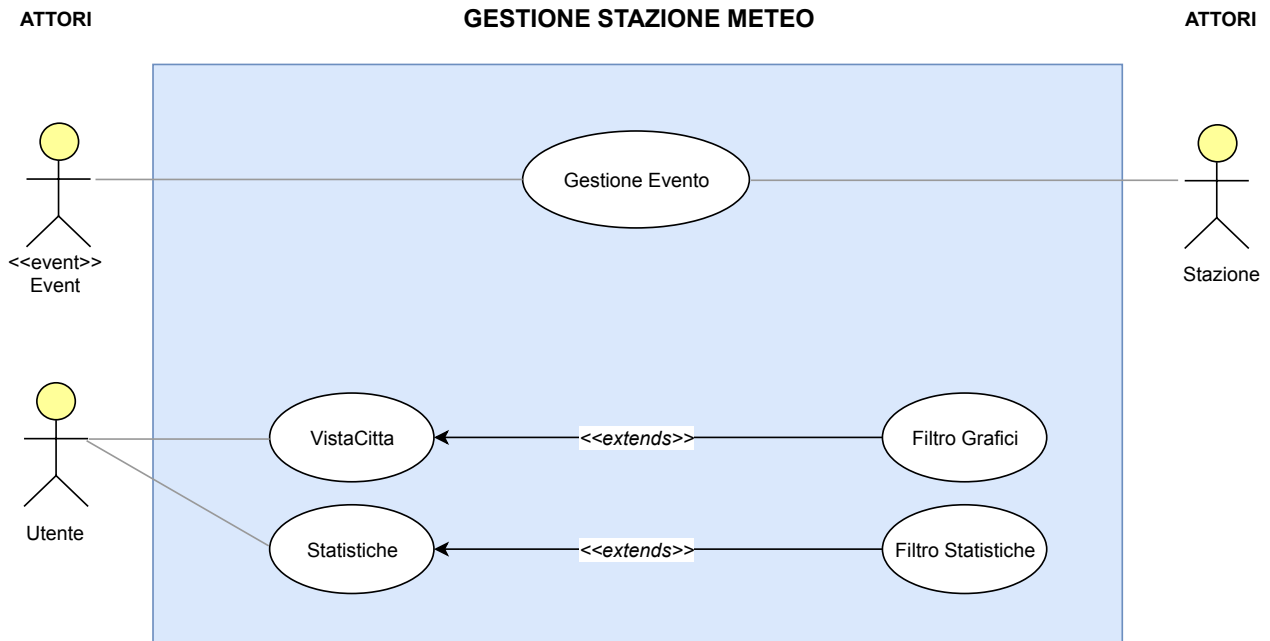 ATTORI
GESTIONE STAZIONE METEO
ATTORI
Gestione Evento
<<event>>
Event
Stazione
VistaCitta
<<extends>>
Filtro Grafici
Utente
Statistiche
<<extends>>
Filtro Statistiche